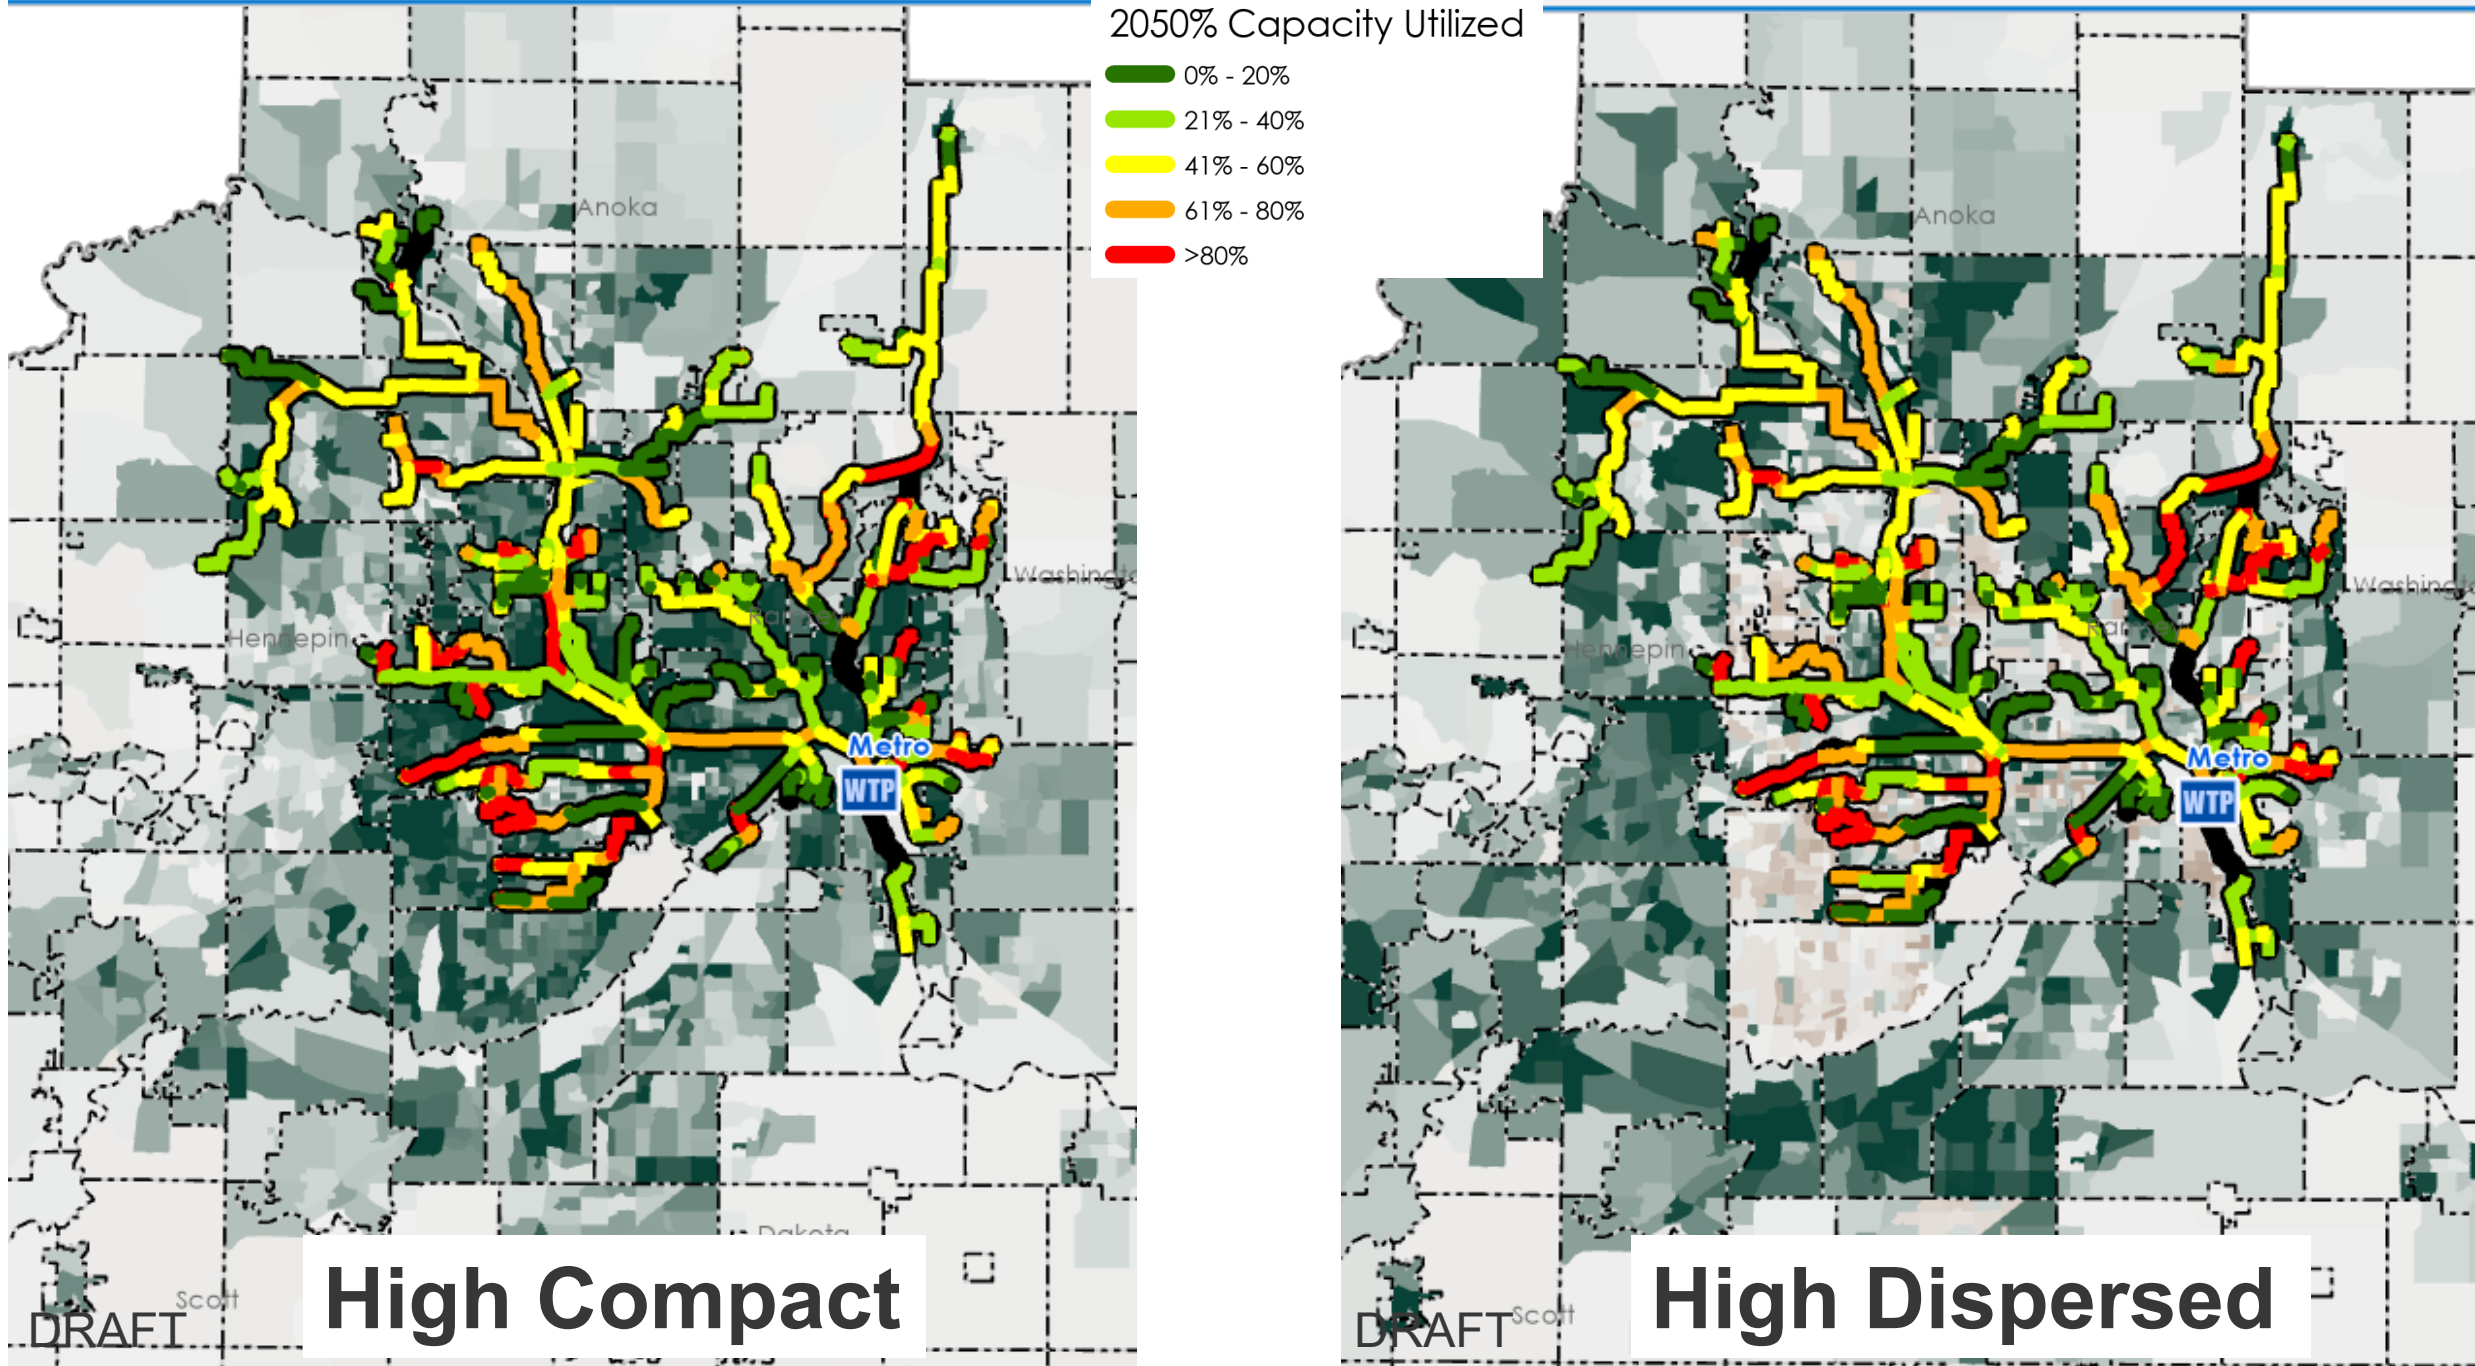 2050% Capacity Utilized
0% - 20%
21% - 40%
41% - 60%
61% - 80%
>80%
Anoka
Hennepin
Metro
WTP
Dakota
Scott
DRAFT
High Compact
Anoka
Hennepin
Metro
WTP
Scott
DRAFT
High Dispersed